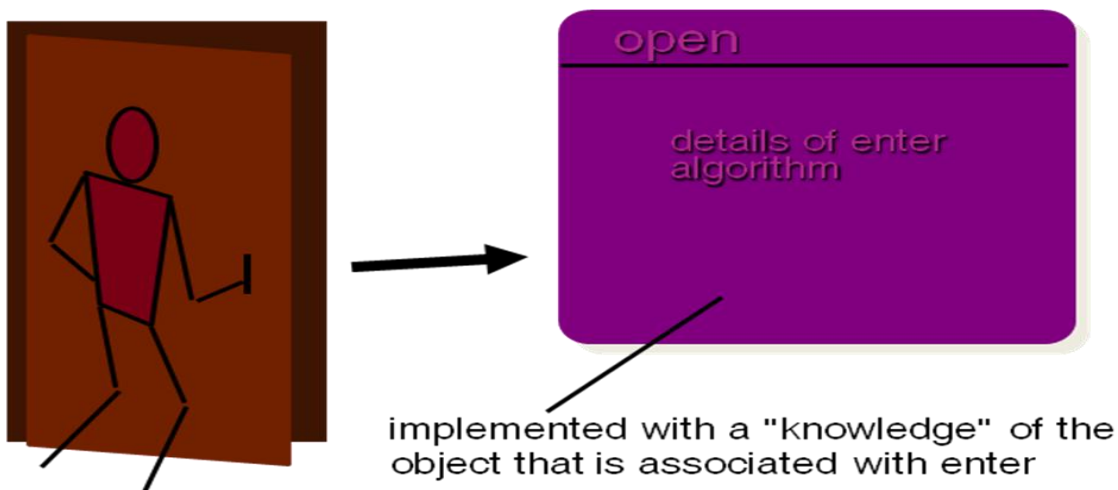 open
details of enter
algorithm
implemented with a "knowledge" of the
object that is associated with enter